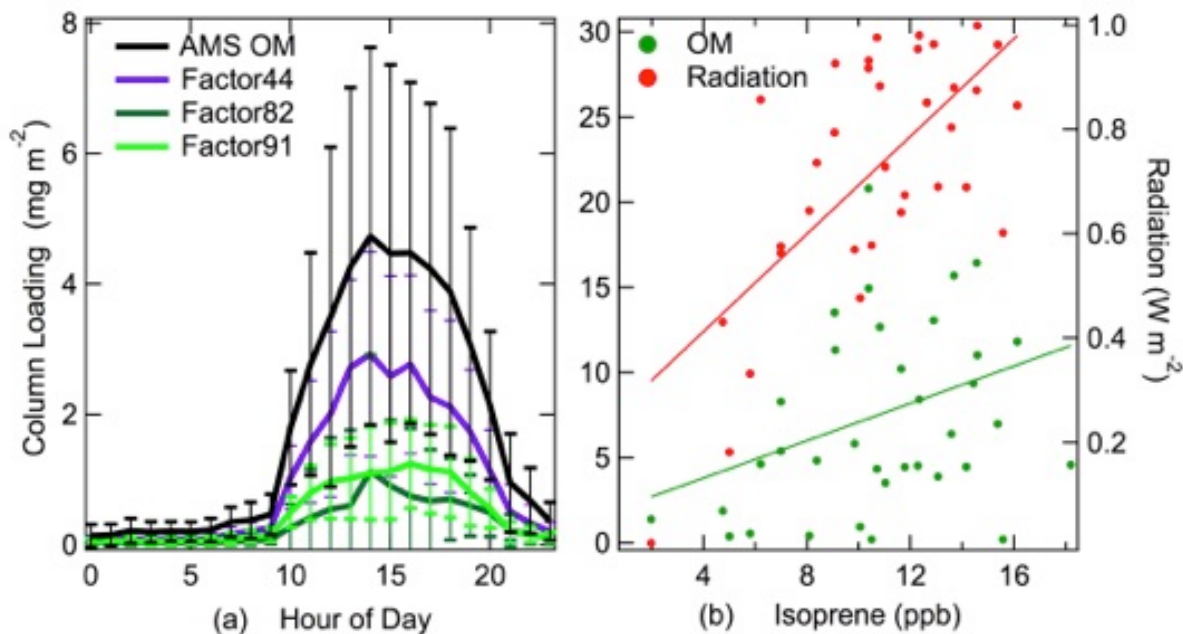 8
6
4
2
0
Column Loading (mg m-2)
AMS OM
Factor44
Factor82
Factor91
0 5 10 15 20
(a) Hour of Day
30
25
20
15
10
5
0
OM
Radiation
1.0
0.8
0.6
0.4
0.2
Radiation (W m-2)
4 8 12 16
(b) Isoprene (ppb)